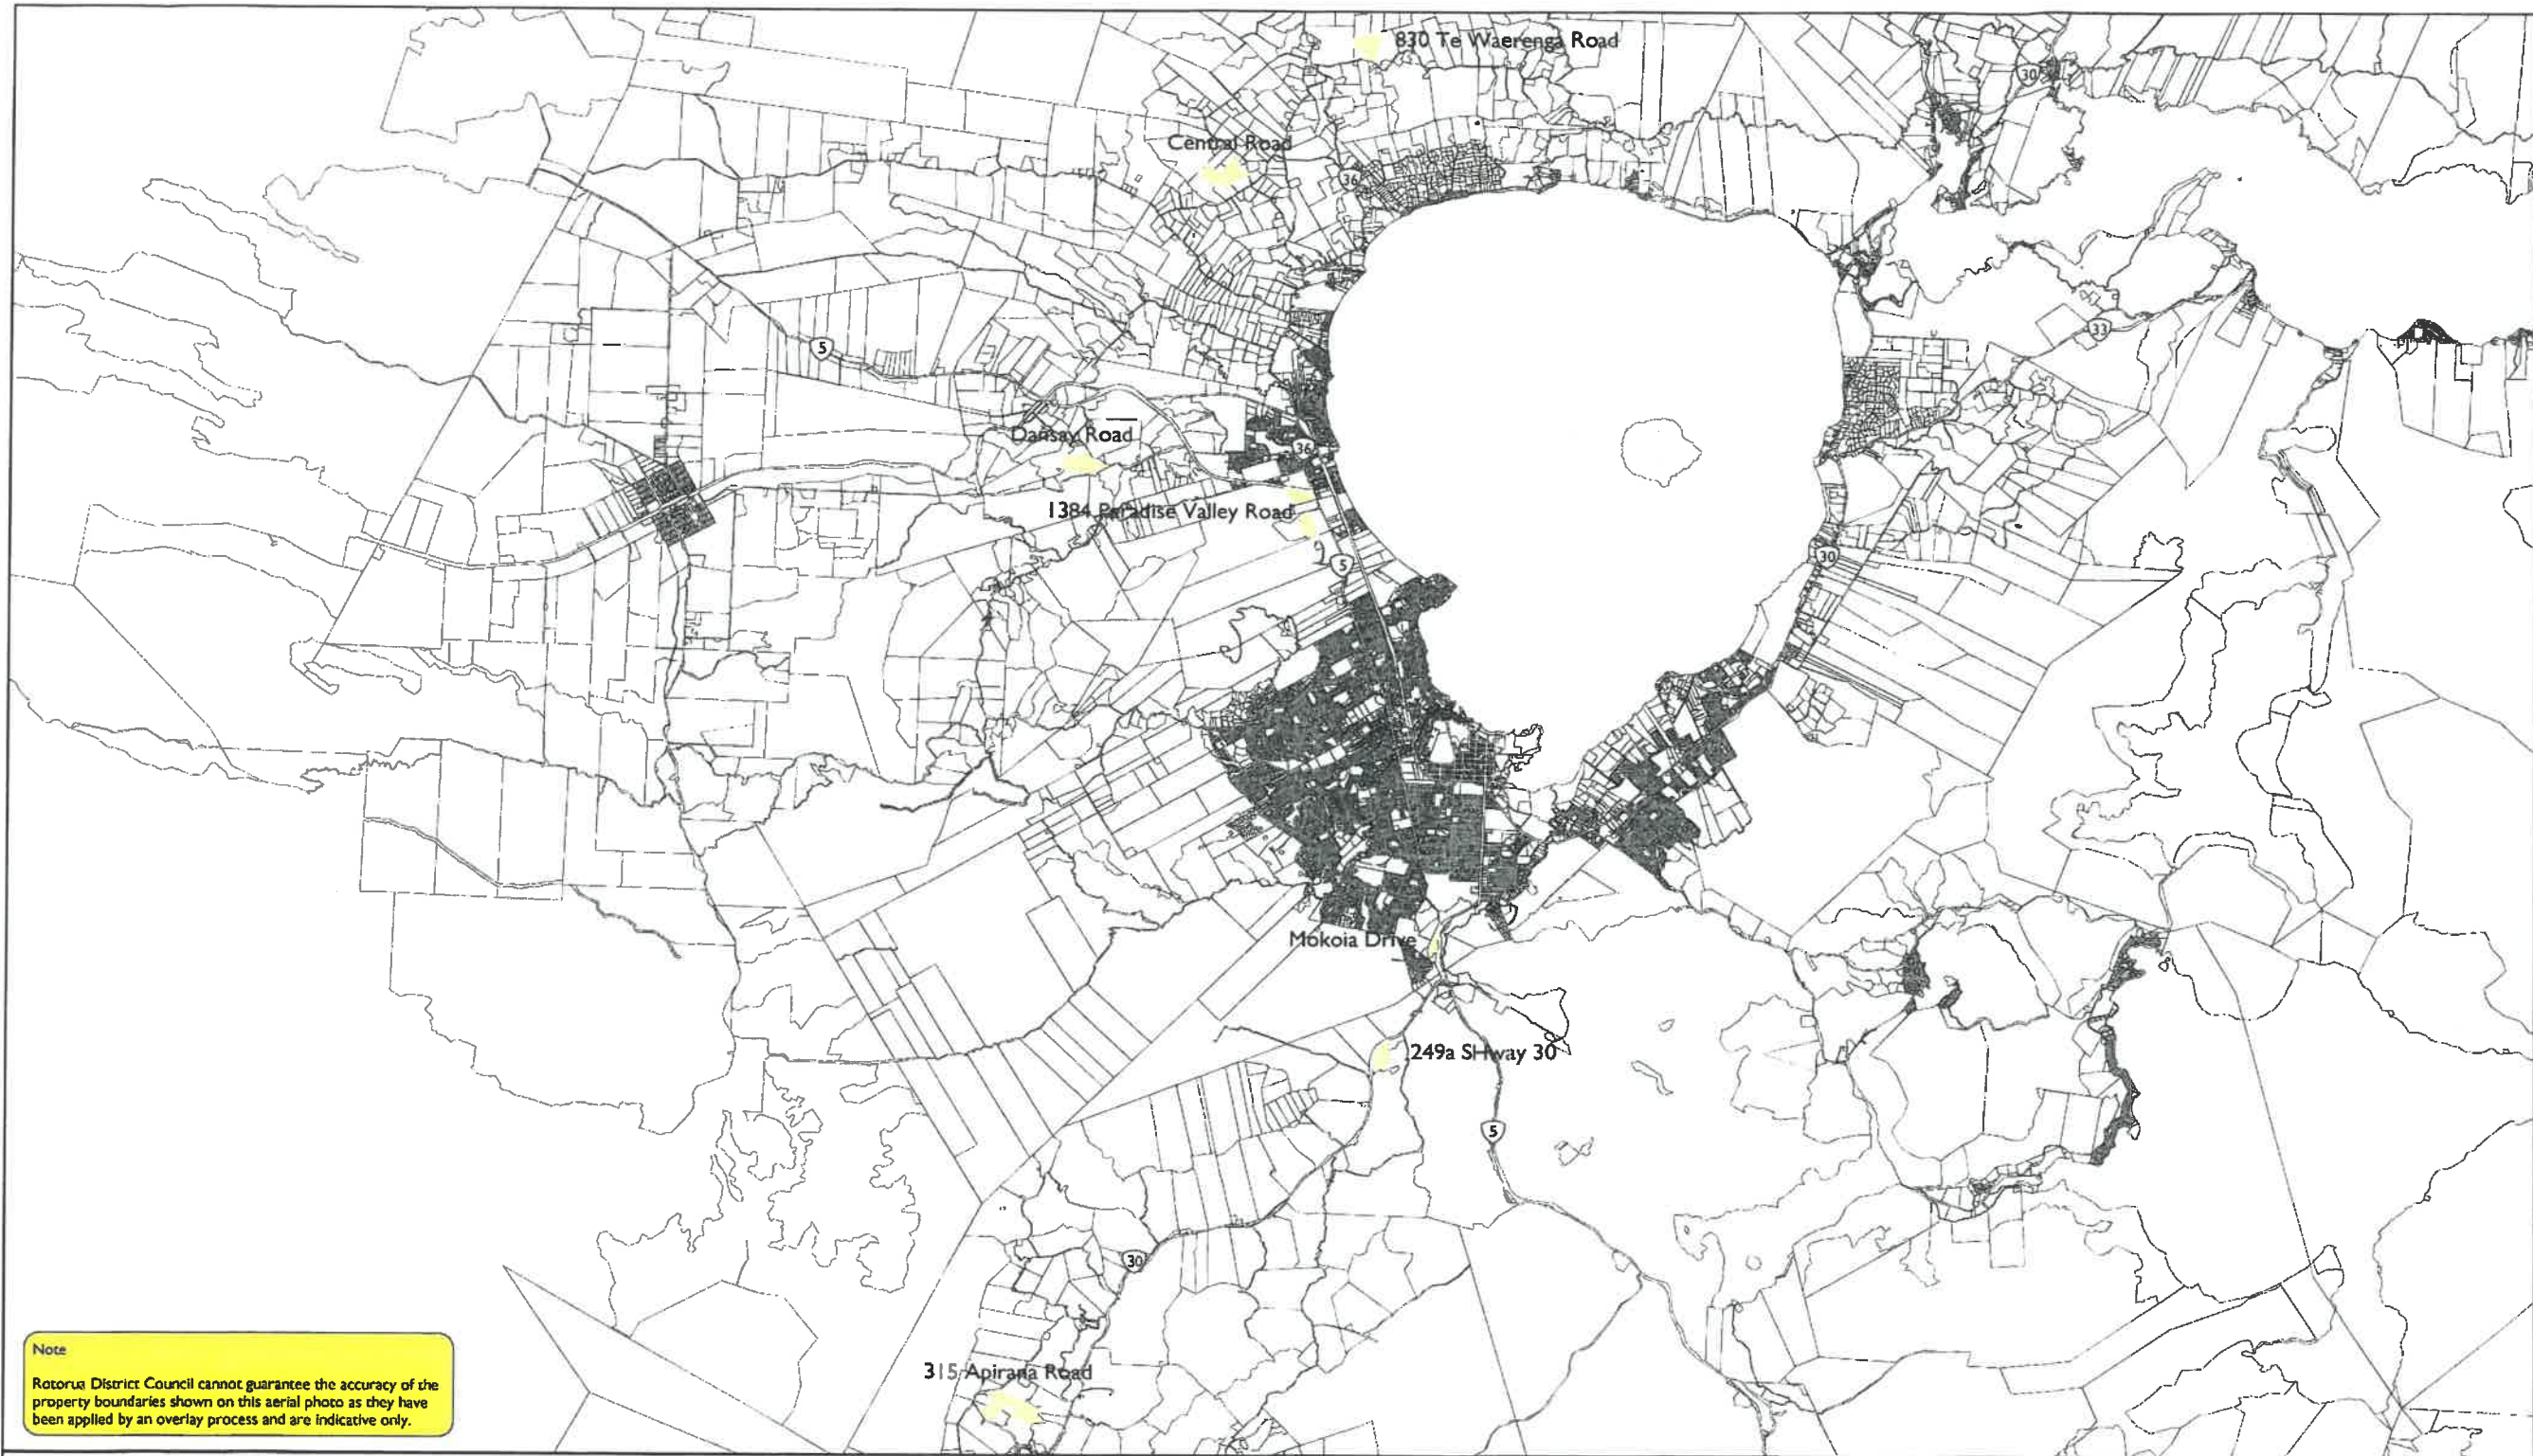 830 Te Waerenga Road
30
Central Road
36
33
5
Dansay Road
36
1384 Paradise Valley Road
30
5
Mokoia Drive
249a SHway 30
5
30
315 Apirana Road
Note
Rotorua District Council cannot guarantee the accuracy of the
property boundaries shown on this aerial photo as they have
been applied by an overlay process and are indicative only.